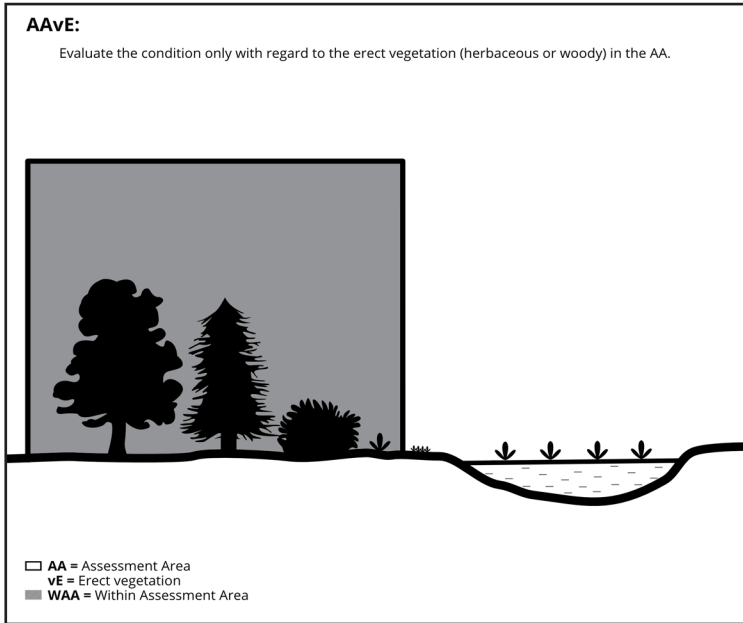 AAvE:
Evaluate the condition only with regard to the erect vegetation (herbaceous or woody) in the AA.
AA = Assessment Area
vE = Erect vegetation
WAA = Within Assessment Area